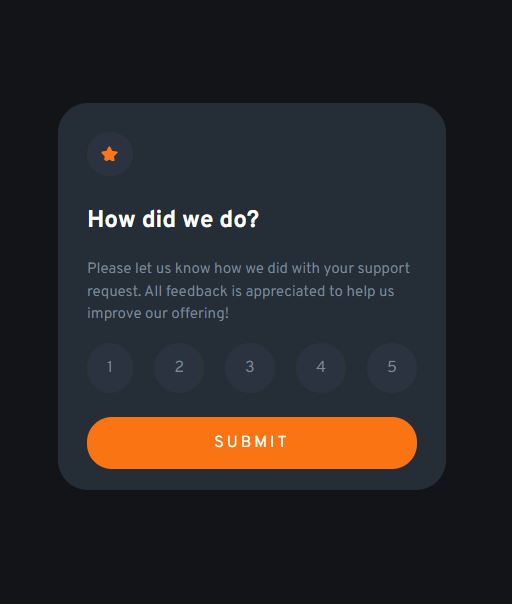 How did we do?
Please let us know how we did with your support
request. All feedback is appreciated to help us
improve our offering!
1 2 3 4 5
SUBMIT